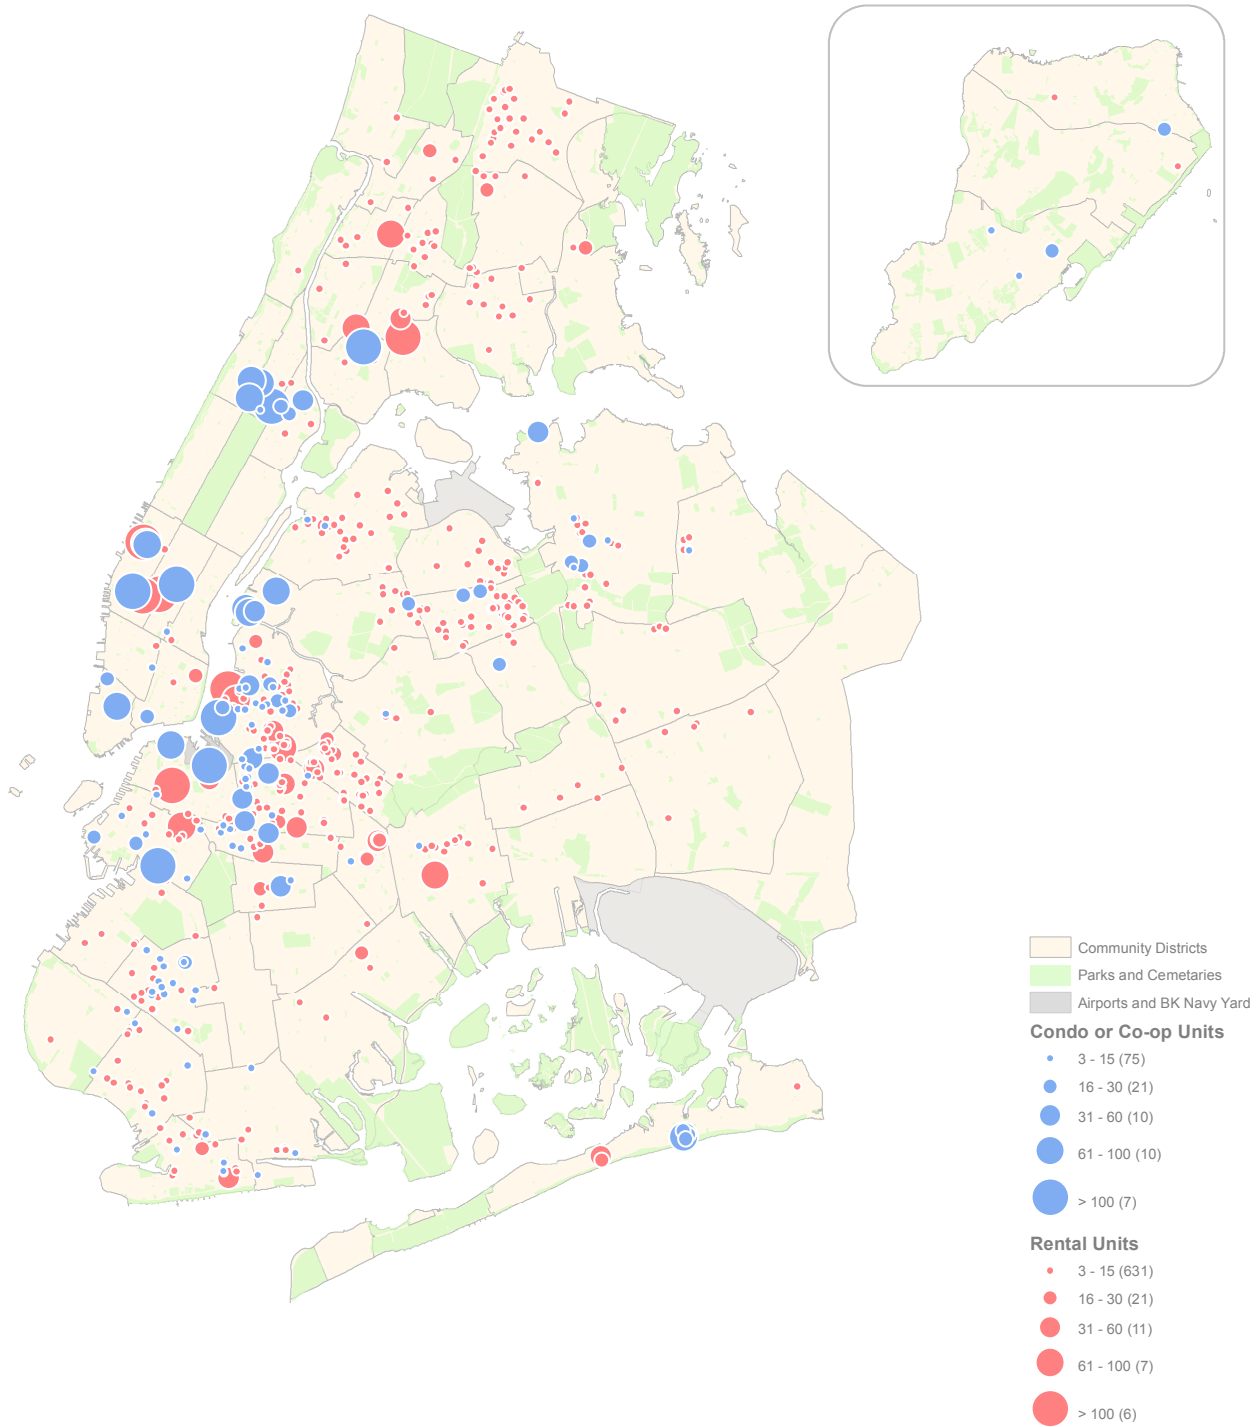 Community Districts
Parks and Cemetaries
Airports and BK Navy Yard
Condo or Co-op Units
3 - 15 (75)
16 - 30 (21)
31 - 60 (10)
61 - 100 (10)
> 100 (7)
Rental Units
3 - 15 (631)
16 - 30 (21)
31 - 60 (11)
61 - 100 (7)
> 100 (6)